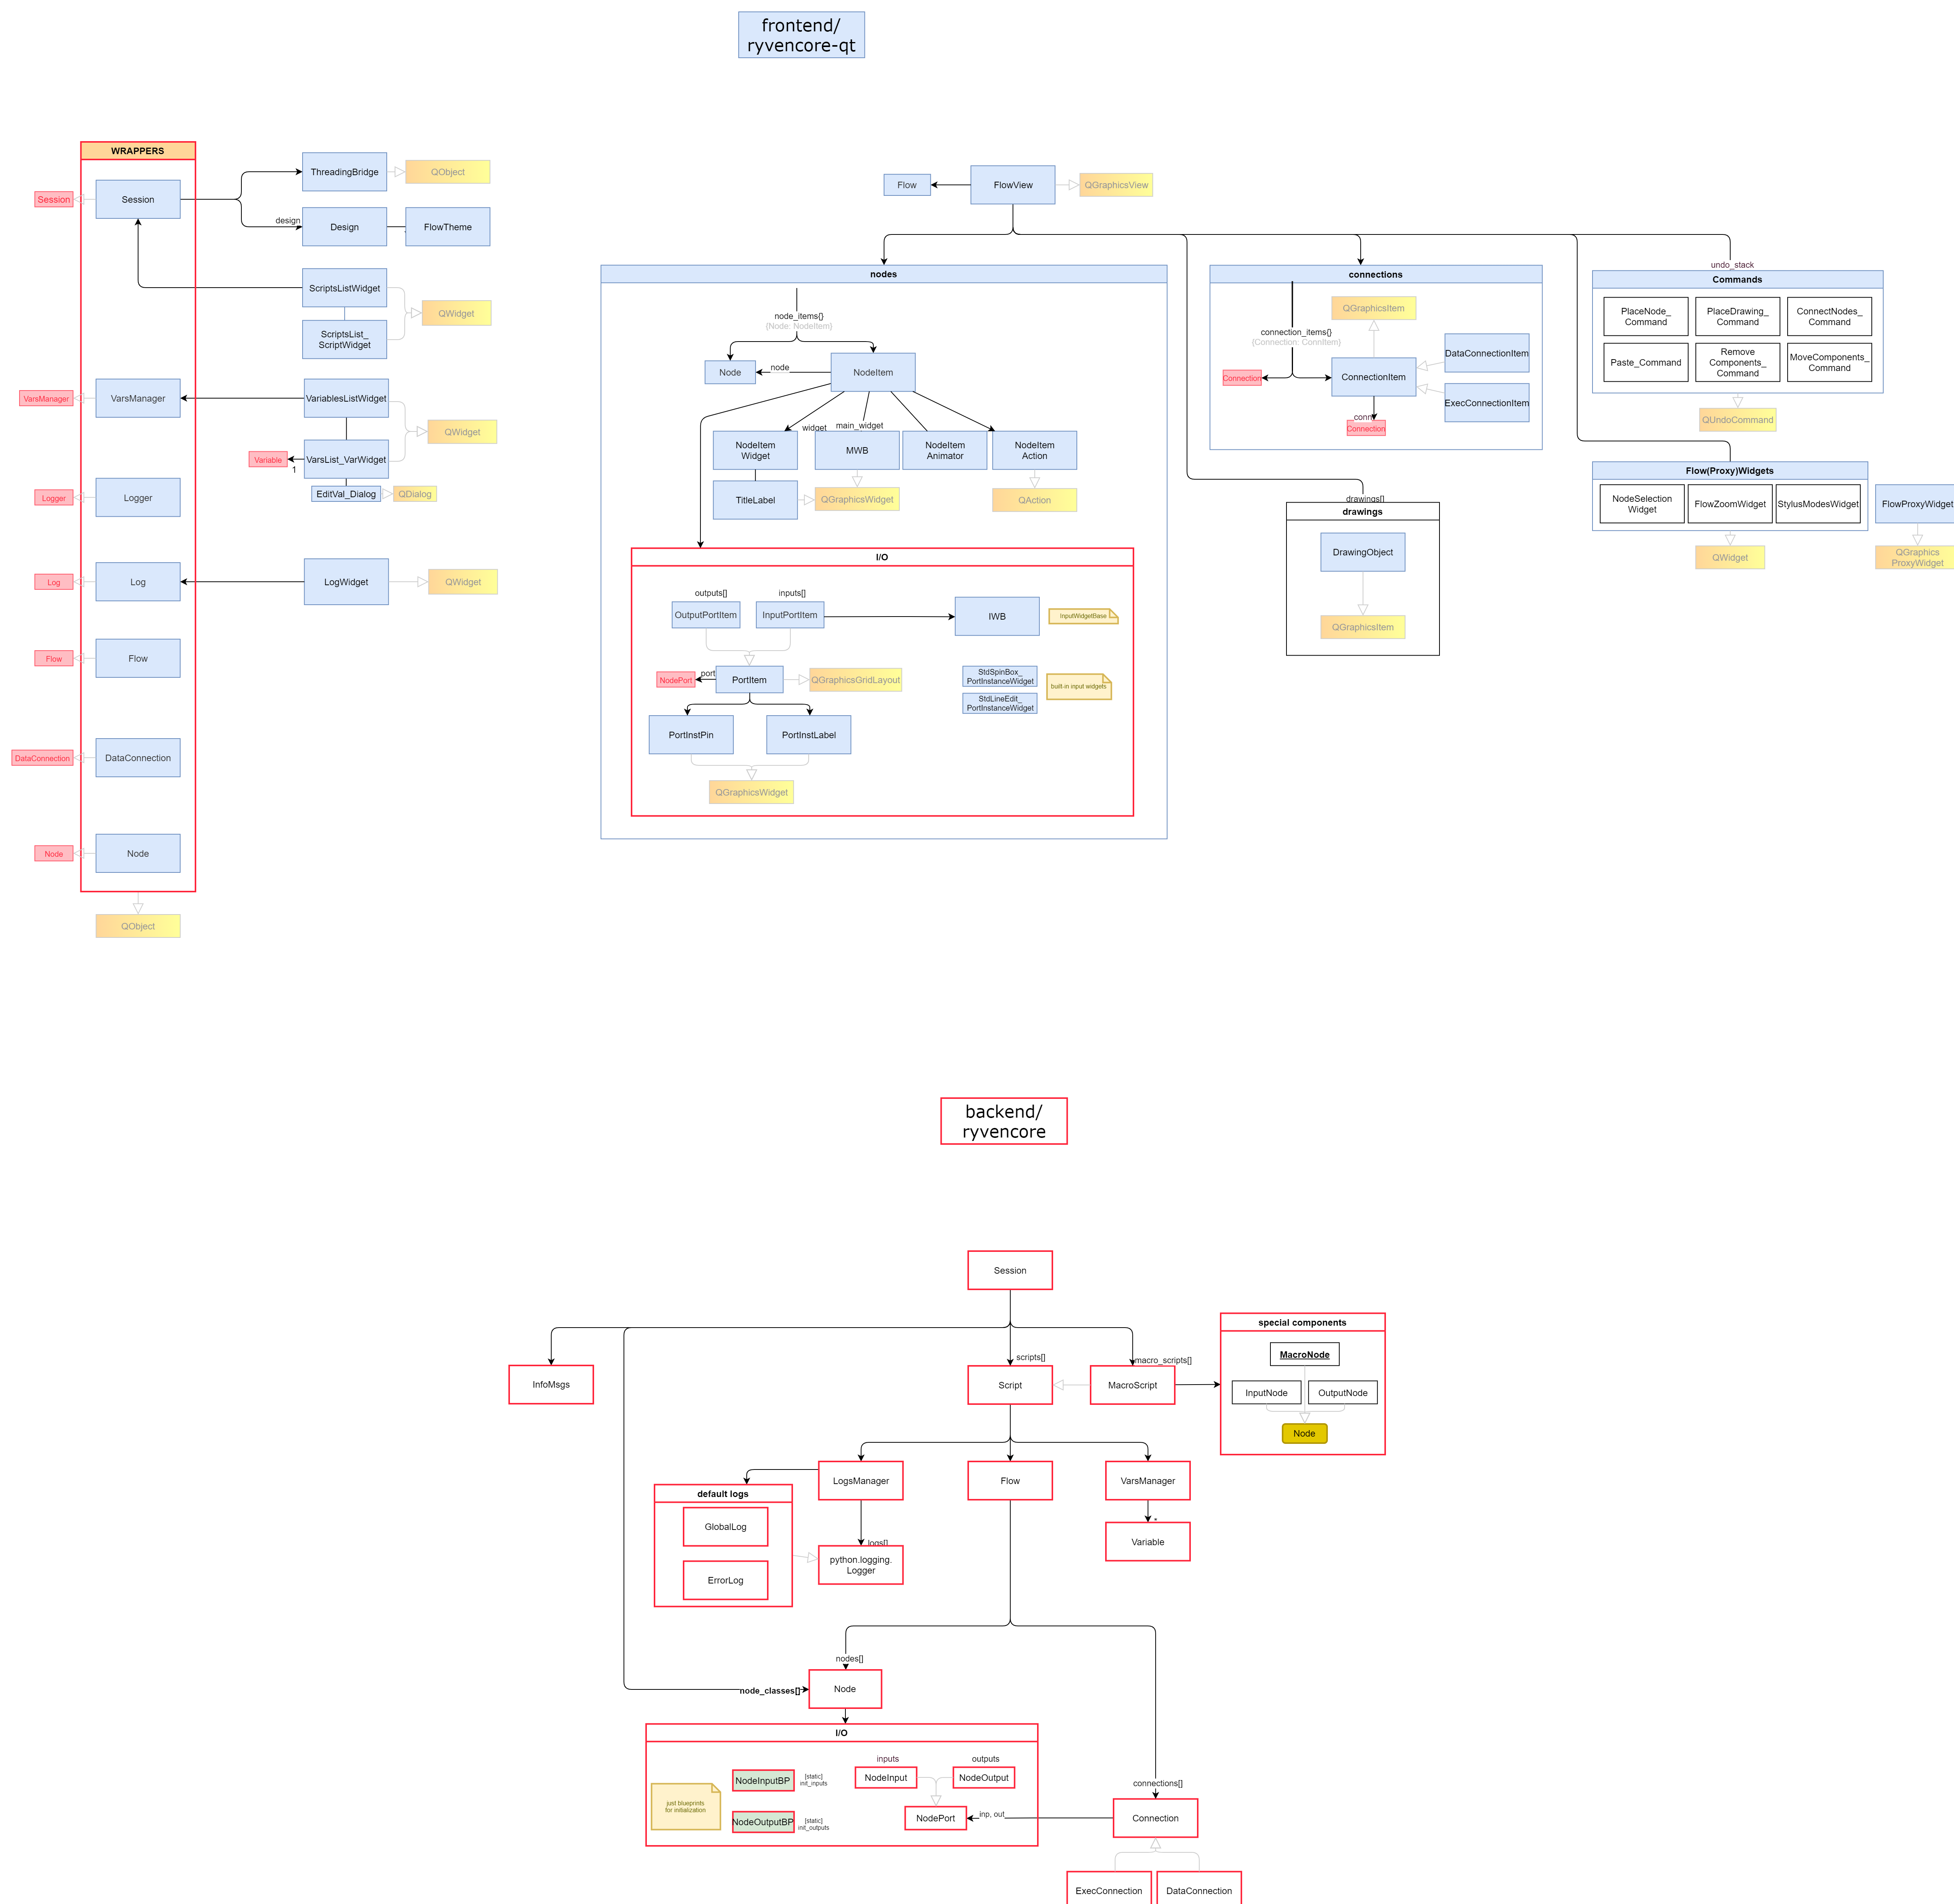 frontend/
ryvencore-qt
WRAPPERS
Session
Session
ThreadingBridge
QObject
design
Design
FlowTheme
ScriptsListWidget
QWidget
ScriptsList_
ScriptWidget
VarsManager
VarsManager
VariablesListWidget
QWidget
Variable
1
VarsList_VarWidget
EditVal_Dialog
QDialog
Logger
Logger
Log
Log
LogWidget
QWidget
Flow
Flow
DataConnection
DataConnection
Node
Node
QObject
Flow
FlowView
QGraphicsView
nodes
node_items{}
{Node: NodeItem}
Node
node
NodeItem
widget
main_widget
NodeItem
Widget
MWB
NodeItem
Animator
NodeItem
Action
TitleLabel
QGraphicsWidget
QAction
I/O
outputs[]
inputs[]
OutputPortItem
InputPortItem
IWB
InputWidgetBase
NodePort
port
PortItem
QGraphicsGridLayout
StdSpinBox_
PortInstanceWidget
StdLineEdit_
PortInstanceWidget
built-in input widgets
PortInstPin
PortInstLabel
QGraphicsWidget
connections
QGraphicsItem
connection_items{}
{Connection: ConnItem}
Connection
ConnectionItem
DataConnectionItem
ExecConnectionItem
conn
Connection
drawings[]
drawings
DrawingObject
QGraphicsItem
undo_stack
Commands
PlaceNode_
Command
PlaceDrawing_
Command
ConnectNodes_
Command
Paste_Command
Remove
Components_
Command
MoveComponents_
Command
QUndoCommand
Flow(Proxy)Widgets
NodeSelection
Widget
FlowZoomWidget
StylusModesWidget
QWidget
FlowProxyWidget
QGraphics
ProxyWidget
backend/
ryvencore
Session
InfoMsgs
scripts[]
Script
macro_scripts[]
MacroScript
special components
MacroNode
InputNode
OutputNode
Node
LogsManager
Flow
VarsManager
default logs
GlobalLog
ErrorLog
logs[]
python.logging.
Logger
*
Variable
nodes[]
node_classes[]
Node
I/O
just blueprints
for initialization
NodeInputBP
[static]
init_inputs
NodeOutputBP
[static]
init_outputs
inputs
outputs
NodeInput
NodeOutput
NodePort
inp, out
connections[]
Connection
ExecConnection
DataConnection